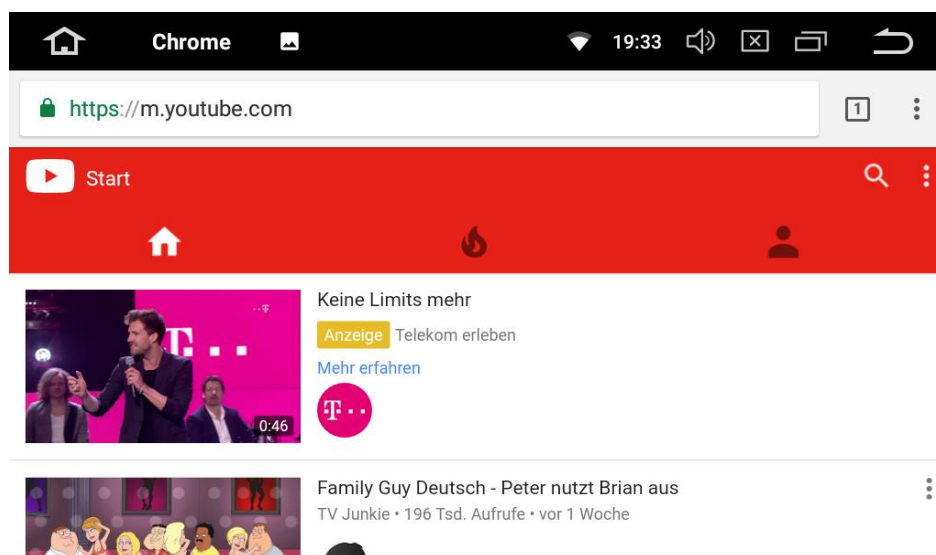 Chrome 19:33
https://m.youtube.com 1
Start
Keine Limits mehr
Anzeige Telekom erleben
Mehr erfahren
T
T
0:46
Family Guy Deutsch - Peter nutzt Brian aus
TV Junkie • 196 Tsd. Aufrufe • vor 1 Woche